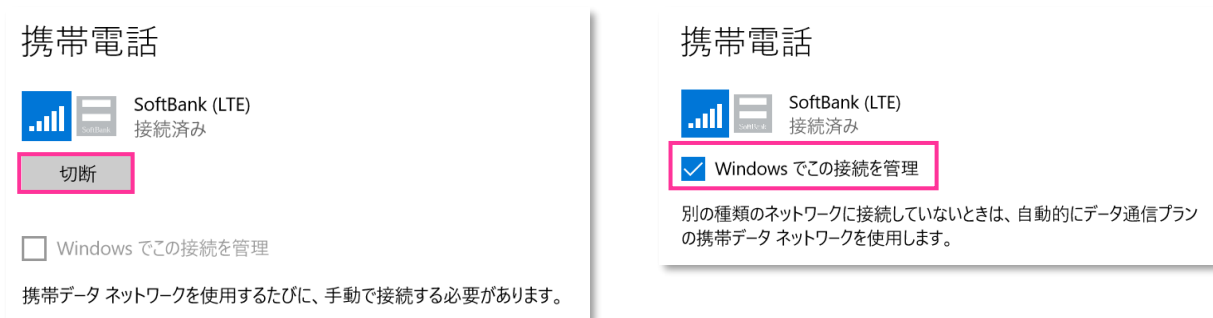 携帯電話
SoftBank (LTE)
SoftBank
接続済み
切断
Windows でこの接続を管理
携帯データ ネットワークを使用するたびに、手動で接続する必要があります。
携帯電話
SoftBank (LTE)
SoftBank
接続済み
Windows でこの接続を管理
別の種類のネットワークに接続していないときは、自動的にデータ通信プラン
の携帯データ ネットワークを使用します。